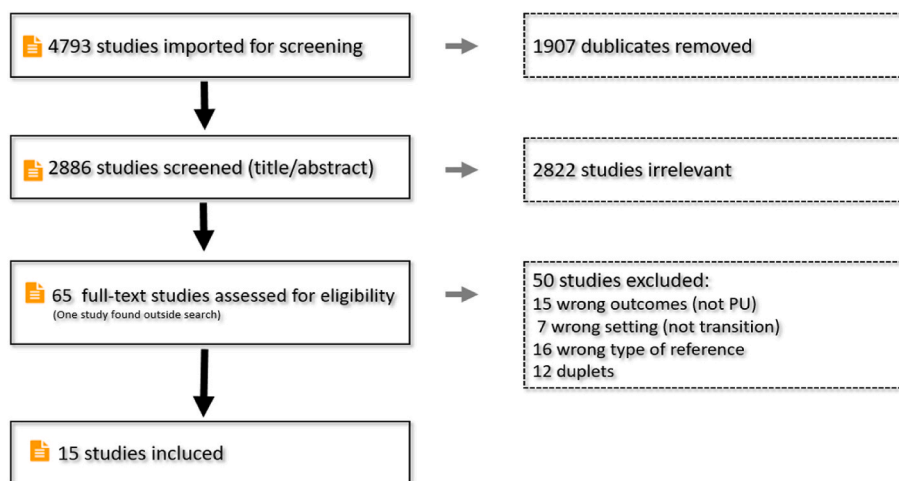 4793 studies imported for screening
1907 dublicates removed
2886 studies screened (title/abstract)
2822 studies irrelevant
65 full-text studies assessed for eligibility
(One study found outside search)
50 studies excluded:
15 wrong outcomes (not PU)
7 wrong setting (not transition)
16 wrong type of reference
12 duplets
15 studies incluced